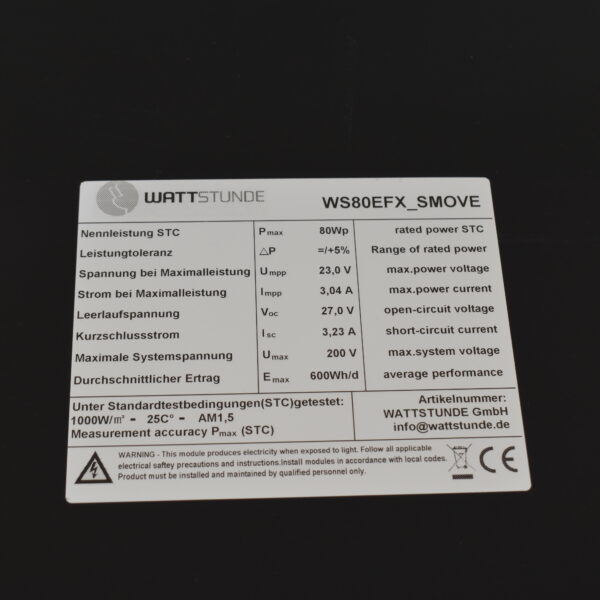 WATTSTUNDE WS80EFX_SMOVE
Nennleistung STC Pmax 80Wp rated power STC
Leistungtoleranz △P =/+5% Range of rated power
Spannung bei Maximalleistung Umpp 23,0 V max.power voltage
Strom bei Maximalleistung Impp 3,04 A max.power current
Leerlaufspannung Voc 27,0 V open-circuit voltage
Kurzschlussstrom Isc 3,23 A short-circuit current
Maximale Systemspannung Umax 200 V max.system voltage
Durchschnittlicher Ertrag Emax 600Wh/d average performance
Unter Standardtestbedingungen(STC)getestet:
1000W/㎡ - 25C° - AM1,5
Measurement accuracy Pmax (STC)
Artikelnummer:
WATTSTUNDE GmbH
info@wattstunde.de
WARNING - This module produces electricity when exposed to light. Follow all applicable
electrical saftey precautions and instructions.Install modules in accordance with local codes.
Product must be installed and maintained by qualified personnel only.
CE